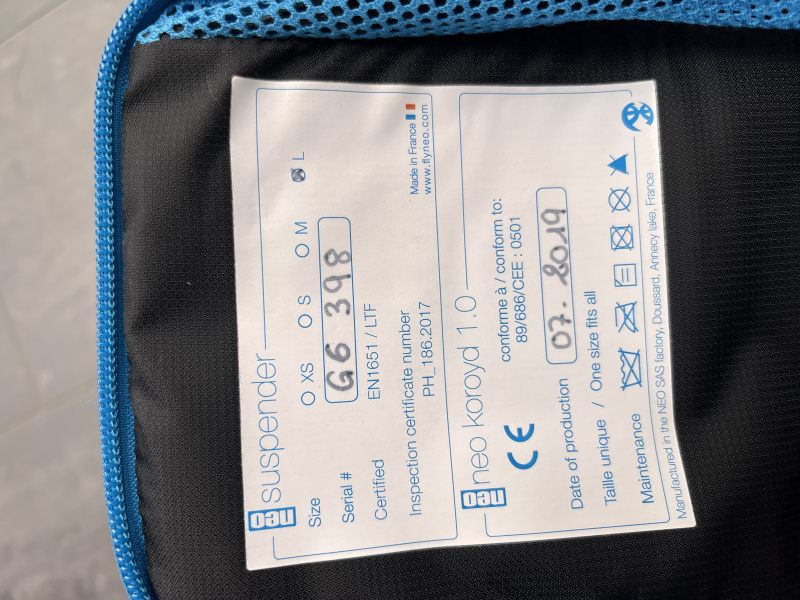 neo suspender
Size O XS O S O M L
Serial # G6 398
Certified EN1651 / LTF
Inspection certificate number
PH_186.2017
Made in France
www.flyneo.com
neo neo koroyd 1.0
CE
conforme à / conform to:
89/686/CEE : 0501
Date of production 07. 2019
Taille unique / One size fits all
Maintenance
Manufactured in the NEO SAS factory, Doussard, Annecy lake, France